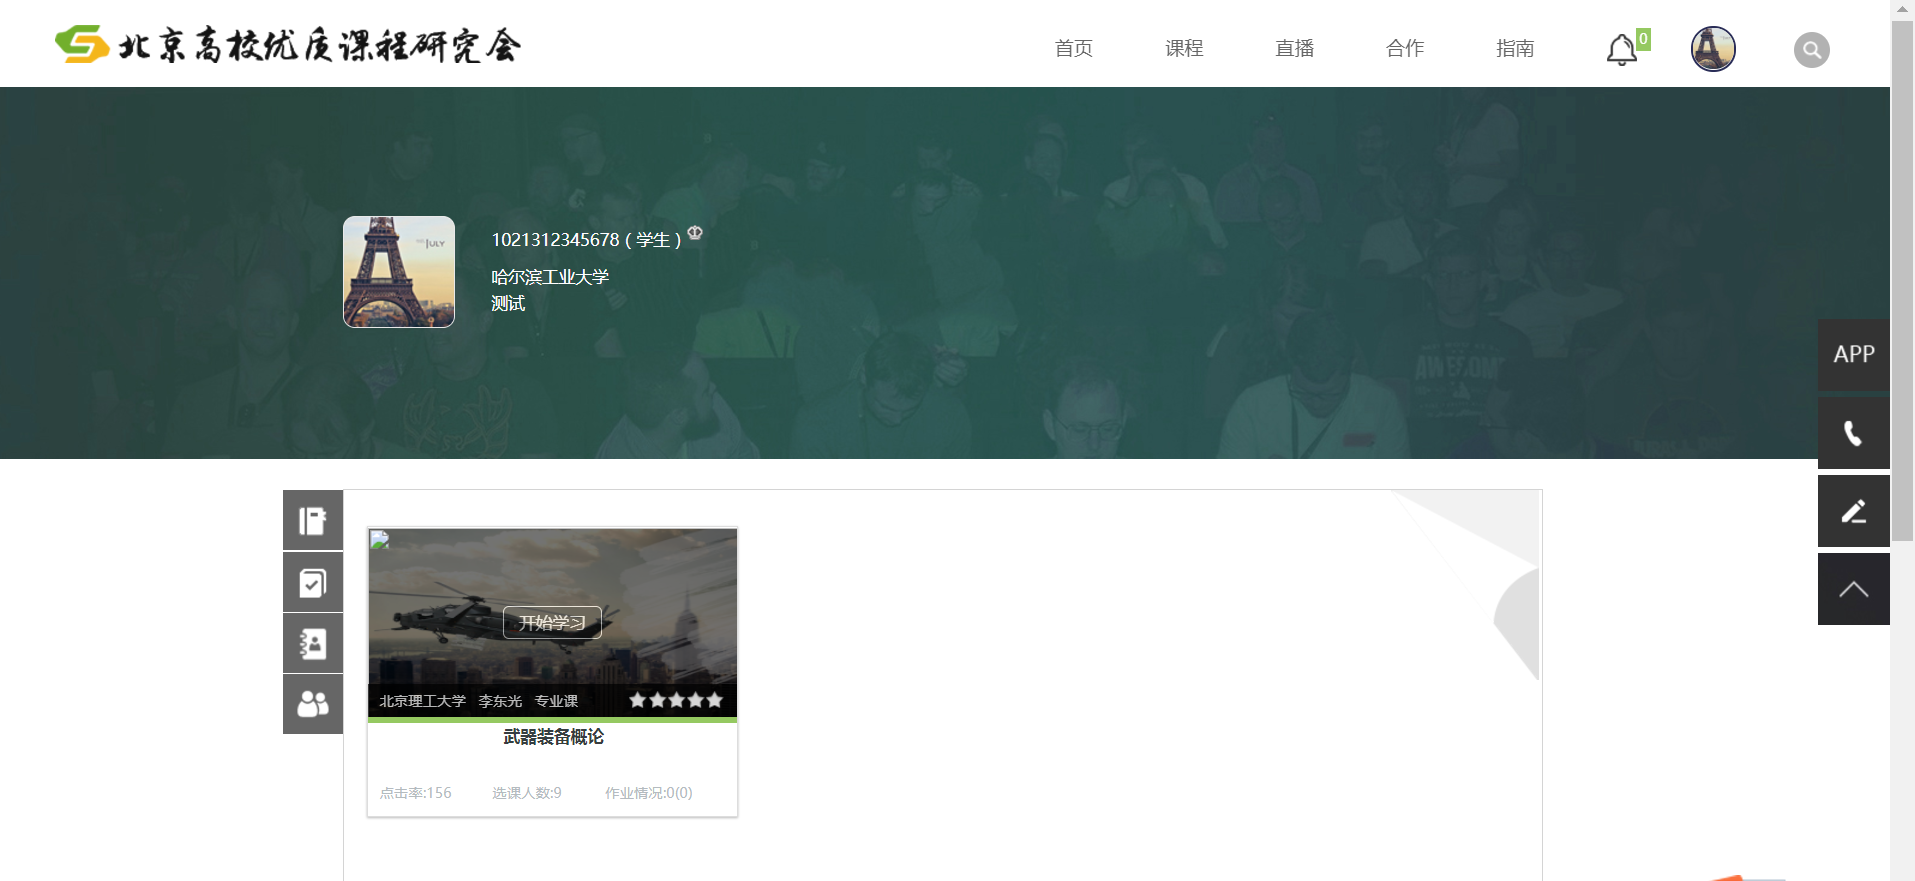 北京高校优质课程研究会
首页 课程 直播 合作 指南 0
JULY
1021312345678 ( 学生 )
哈尔滨工业大学
测试
AWESOME
APP
开始学习
北京理工大学 李东光 专业课
武器装备概论
点击率:156 选课人数:9 作业情况:0(0)